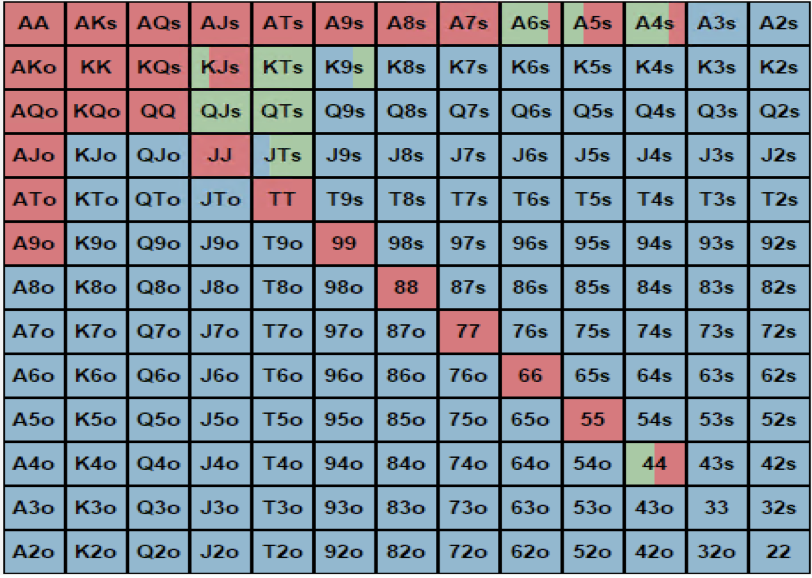 AA AKs AQs AJs ATs A9s A8s A7s A6s A5s A4s A3s A2s
AKo KK KQs KJs KTs K9s K8s K7s K6s K5s K4s K3s K2s
AQo KQo QQ QJs QTs Q9s Q8s Q7s Q6s Q5s Q4s Q3s Q2s
AJo KJo QJo JJ JTs J9s J8s J7s J6s J5s J4s J3s J2s
ATo KTo QTo JTo TT T9s T8s T7s T6s T5s T4s T3s T2s
A9o K9o Q9o J9o T9o 99 98s 97s 96s 95s 94s 93s 92s
A8o K8o Q8o J8o T8o 98o 88 87s 86s 85s 84s 83s 82s
A7o K7o Q7o J7o T7o 97o 87o 77 76s 75s 74s 73s 72s
A6o K6o Q6o J6o T6o 96o 86o 76o 66 65s 64s 63s 62s
A5o K5o Q5o J5o T5o 95o 85o 75o 65o 55 54s 53s 52s
A4o K4o Q4o J4o T4o 94o 84o 74o 64o 54o 44 43s 42s
A3o K3o Q3o J3o T3o 93o 83o 73o 63o 53o 43o 33 32s
A2o K2o Q2o J2o T2o 92o 82o 72o 62o 52o 42o 32o 22